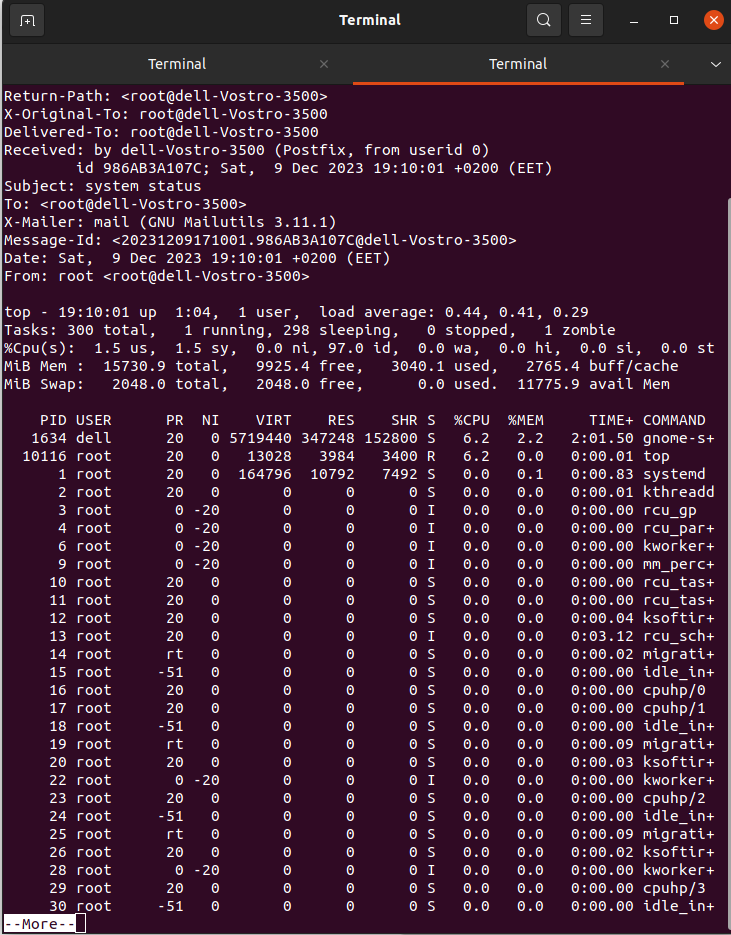 Terminal
Terminal
Terminal
Return-Path: <root@dell-Vostro-3500>
X-Original-To: root@dell-Vostro-3500
Delivered-To: root@dell-Vostro-3500
Received: by dell-Vostro-3500 (Postfix, from userid 0)
        id 986AB3A107C; Sat,  9 Dec 2023 19:10:01 +0200 (EET)
Subject: system status
To: <root@dell-Vostro-3500>
X-Mailer: mail (GNU Mailutils 3.11.1)
Message-Id: <20231209171001.986AB3A107C@dell-Vostro-3500>
Date: Sat,  9 Dec 2023 19:10:01 +0200 (EET)
From: root <root@dell-Vostro-3500>
top - 19:10:01 up  1:04,  1 user,  load average: 0.44, 0.41, 0.29
Tasks: 300 total,   1 running, 298 sleeping,   0 stopped,   1 zombie
%Cpu(s):  1.5 us,  1.5 sy,  0.0 ni, 97.0 id,  0.0 wa,  0.0 hi,  0.0 si,  0.0 st
MiB Mem :  15730.9 total,   9925.4 free,   3040.1 used,   2765.4 buff/cache
MiB Swap:   2048.0 total,   2048.0 free,      0.0 used.  11775.9 avail Mem
    PID USER      PR  NI    VIRT    RES    SHR S  %CPU  %MEM     TIME+ COMMAND
   1634 dell      20   0 5719440 347248 152800 S   6.2   2.2   2:01.50 gnome-s+
  10116 root      20   0   13028   3984   3400 R   6.2   0.0   0:00.01 top
      1 root      20   0  164796  10792   7492 S   0.0   0.1   0:00.83 systemd
      2 root      20   0       0      0      0 S   0.0   0.0   0:00.01 kthreadd
      3 root       0 -20       0      0      0 I   0.0   0.0   0:00.00 rcu_gp
      4 root       0 -20       0      0      0 I   0.0   0.0   0:00.00 rcu_par+
      6 root       0 -20       0      0      0 I   0.0   0.0   0:00.00 kworker+
      9 root       0 -20       0      0      0 I   0.0   0.0   0:00.00 mm_perc+
     10 root      20   0       0      0      0 S   0.0   0.0   0:00.00 rcu_tas+
     11 root      20   0       0      0      0 S   0.0   0.0   0:00.00 rcu_tas+
     12 root      20   0       0      0      0 S   0.0   0.0   0:00.04 ksoftir+
     13 root      20   0       0      0      0 I   0.0   0.0   0:03.12 rcu_sch+
     14 root      rt   0       0      0      0 S   0.0   0.0   0:00.02 migrati+
     15 root     -51   0       0      0      0 S   0.0   0.0   0:00.00 idle_in+
     16 root      20   0       0      0      0 S   0.0   0.0   0:00.00 cpuhp/0
     17 root      20   0       0      0      0 S   0.0   0.0   0:00.00 cpuhp/1
     18 root     -51   0       0      0      0 S   0.0   0.0   0:00.00 idle_in+
     19 root      rt   0       0      0      0 S   0.0   0.0   0:00.09 migrati+
     20 root      20   0       0      0      0 S   0.0   0.0   0:00.03 ksoftir+
     22 root       0 -20       0      0      0 I   0.0   0.0   0:00.00 kworker+
     23 root      20   0       0      0      0 S   0.0   0.0   0:00.00 cpuhp/2
     24 root     -51   0       0      0      0 S   0.0   0.0   0:00.00 idle_in+
     25 root      rt   0       0      0      0 S   0.0   0.0   0:00.09 migrati+
     26 root      20   0       0      0      0 S   0.0   0.0   0:00.02 ksoftir+
     28 root       0 -20       0      0      0 I   0.0   0.0   0:00.00 kworker+
     29 root      20   0       0      0      0 S   0.0   0.0   0:00.00 cpuhp/3
     30 root     -51   0       0      0      0 S   0.0   0.0   0:00.00 idle_in+
--More--